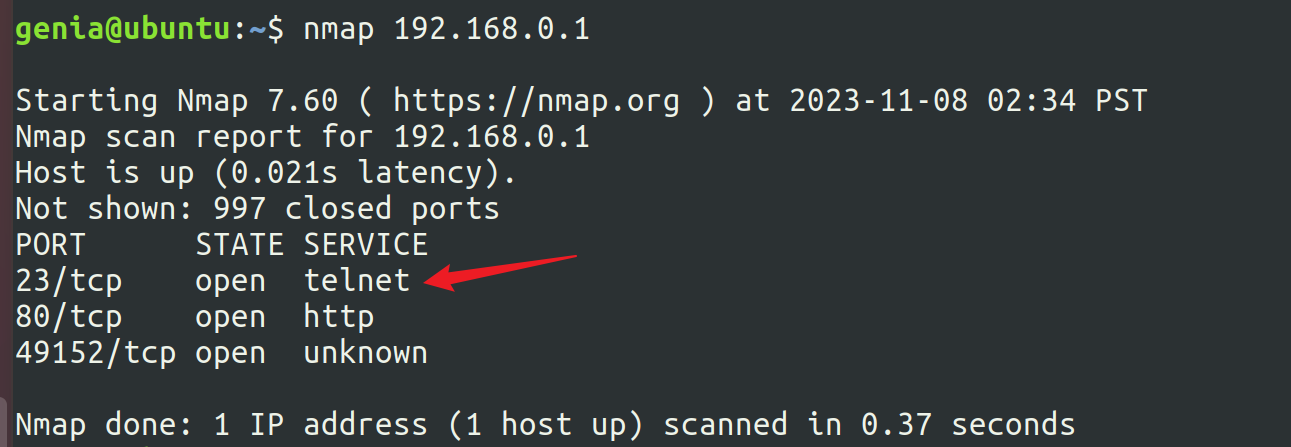 genia@ubuntu:~$ nmap 192.168.0.1
Starting Nmap 7.60 ( https://nmap.org ) at 2023-11-08 02:34 PST
Nmap scan report for 192.168.0.1
Host is up (0.021s latency).
Not shown: 997 closed ports
PORT      STATE SERVICE
23/tcp    open  telnet
80/tcp    open  http
49152/tcp open  unknown
Nmap done: 1 IP address (1 host up) scanned in 0.37 seconds